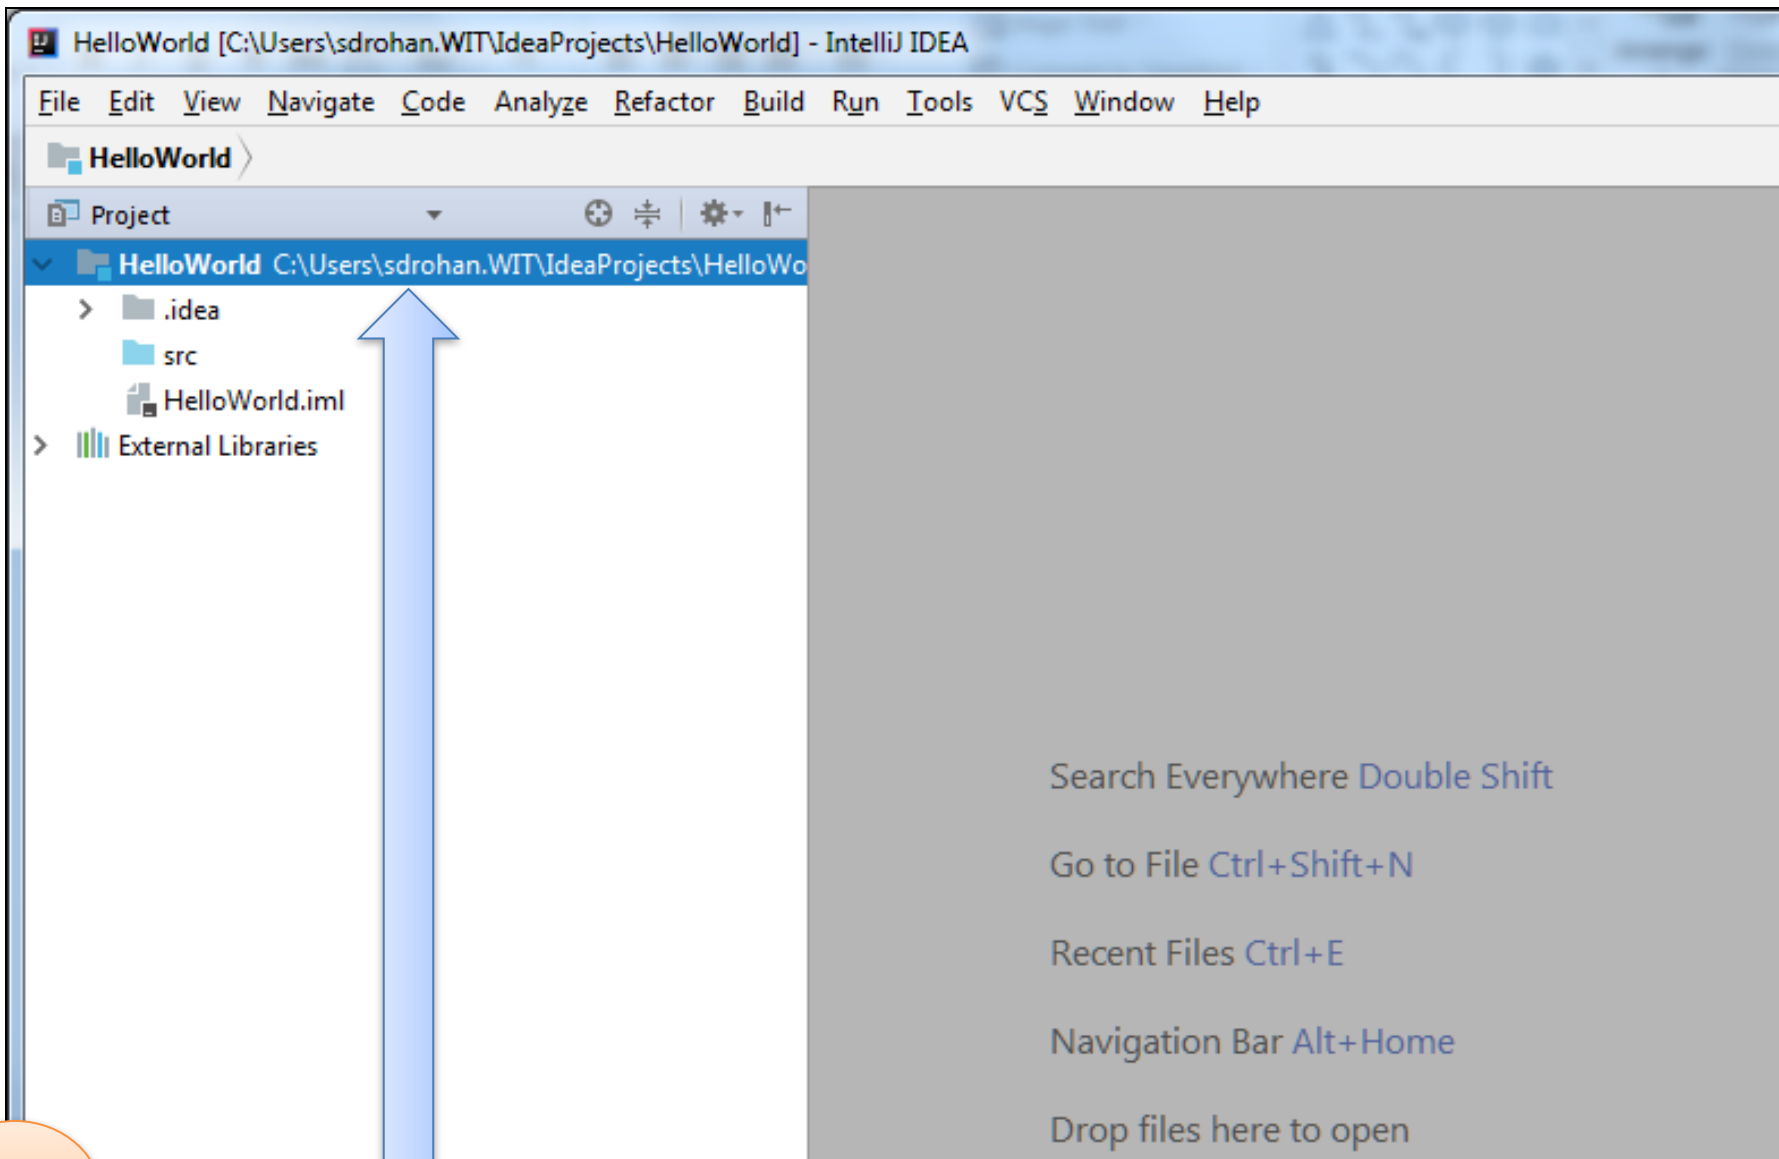 HelloWorld [C:\Users\sdrohan.WIT\IdeaProjects\HelloWorld] - IntelliJ IDEA
File Edit View Navigate Code Analyze Refactor Build Run Tools VCS Window Help
HelloWorld
Project
HelloWorld C:\Users\sdrohan.WIT\IdeaProjects\HelloWo
.idea
src
HelloWorld.iml
External Libraries
Search Everywhere Double Shift
Go to File Ctrl+Shift+N
Recent Files Ctrl+E
Navigation Bar Alt+Home
Drop files here to open